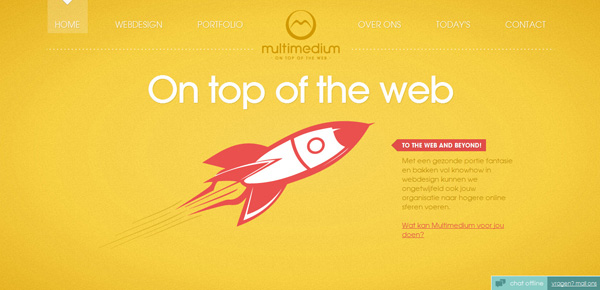 HOME
WEBDESIGN
PORTFOLIO
OVER ONS
TODAY'S
CONTACT
multimedium
ON TOP OF THE WEB
On top of the web
TO THE WEB AND BEYOND!
Met een gezonde portie fantasie
en bakken vol knowhow in
webdesign kunnen we
ongetwijfeld ook jouw
organisatie naar hogere online
sferen voeren.
Wat kan Multimedium voor jou
doen?
chat offline
vragen? mail ons